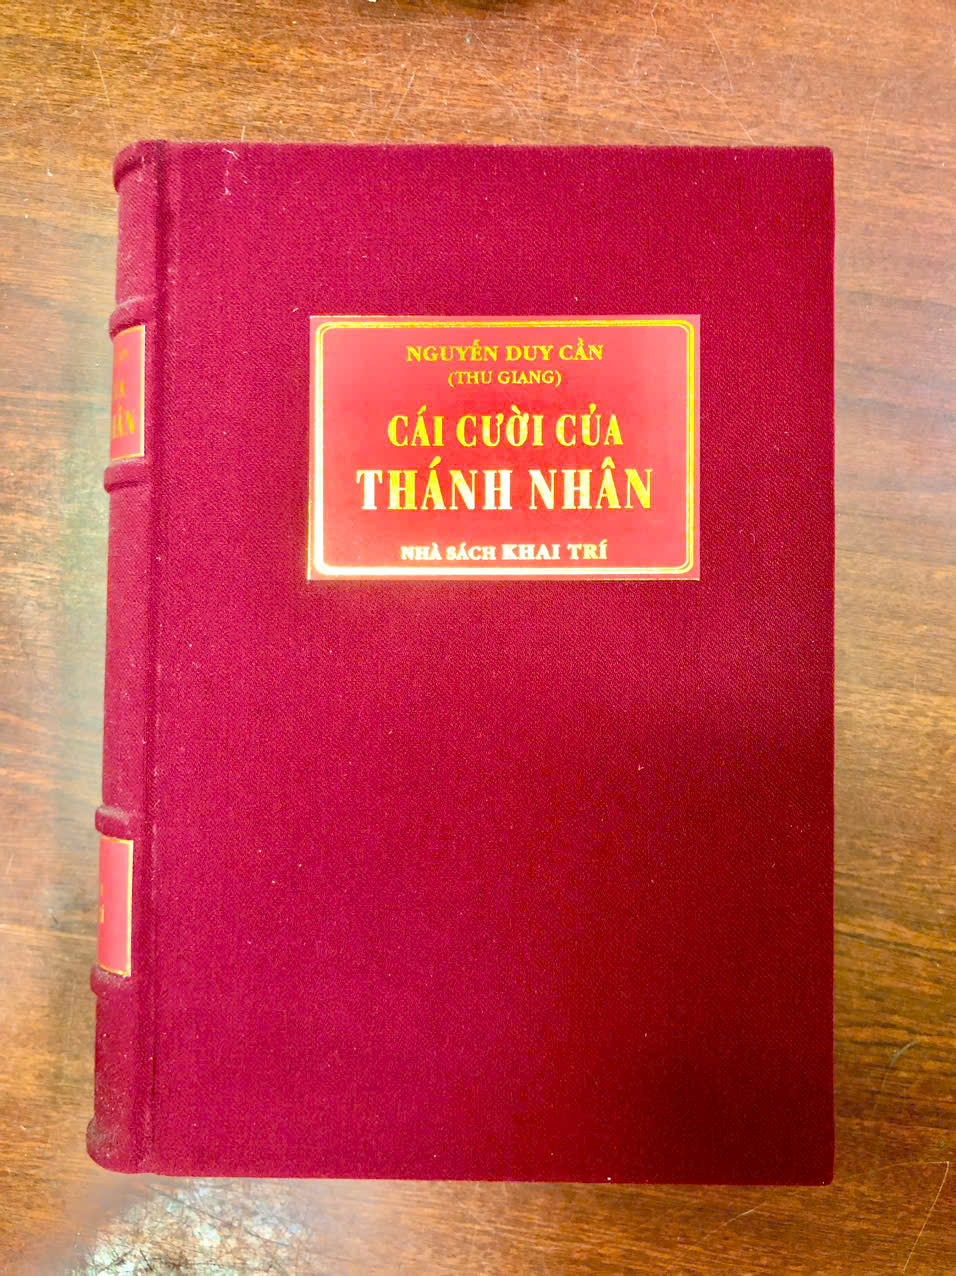 NGUYỄN DUY CẦN
(THU GIANG)
CÁI CƯỜI CỦA
THÁNH NHÂN
NHÀ SÁCH KHAI TRÍ